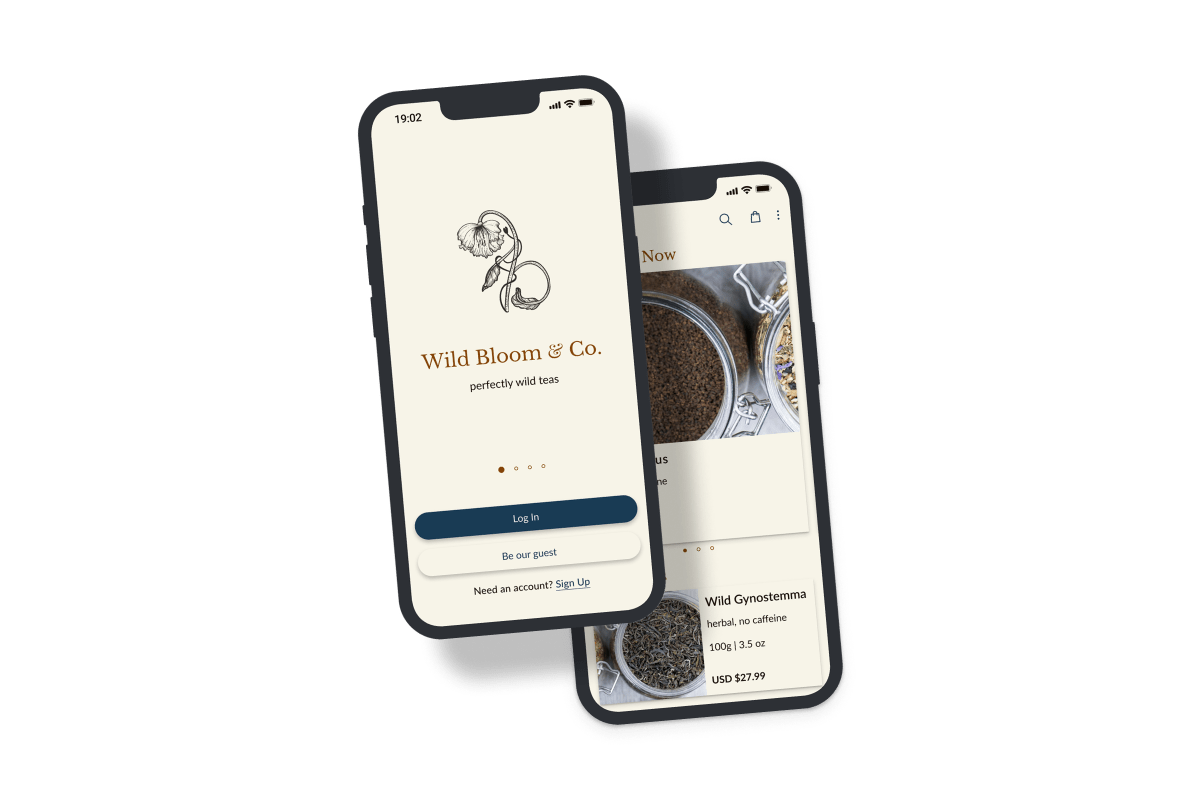 19:02
Wild Bloom & Co.
perfectly wild teas
Log In
Be our guest
Need an account? Sign Up
Now
us
ne
Wild Gynostemma
herbal, no caffeine
100g | 3.5 oz
USD $27.99